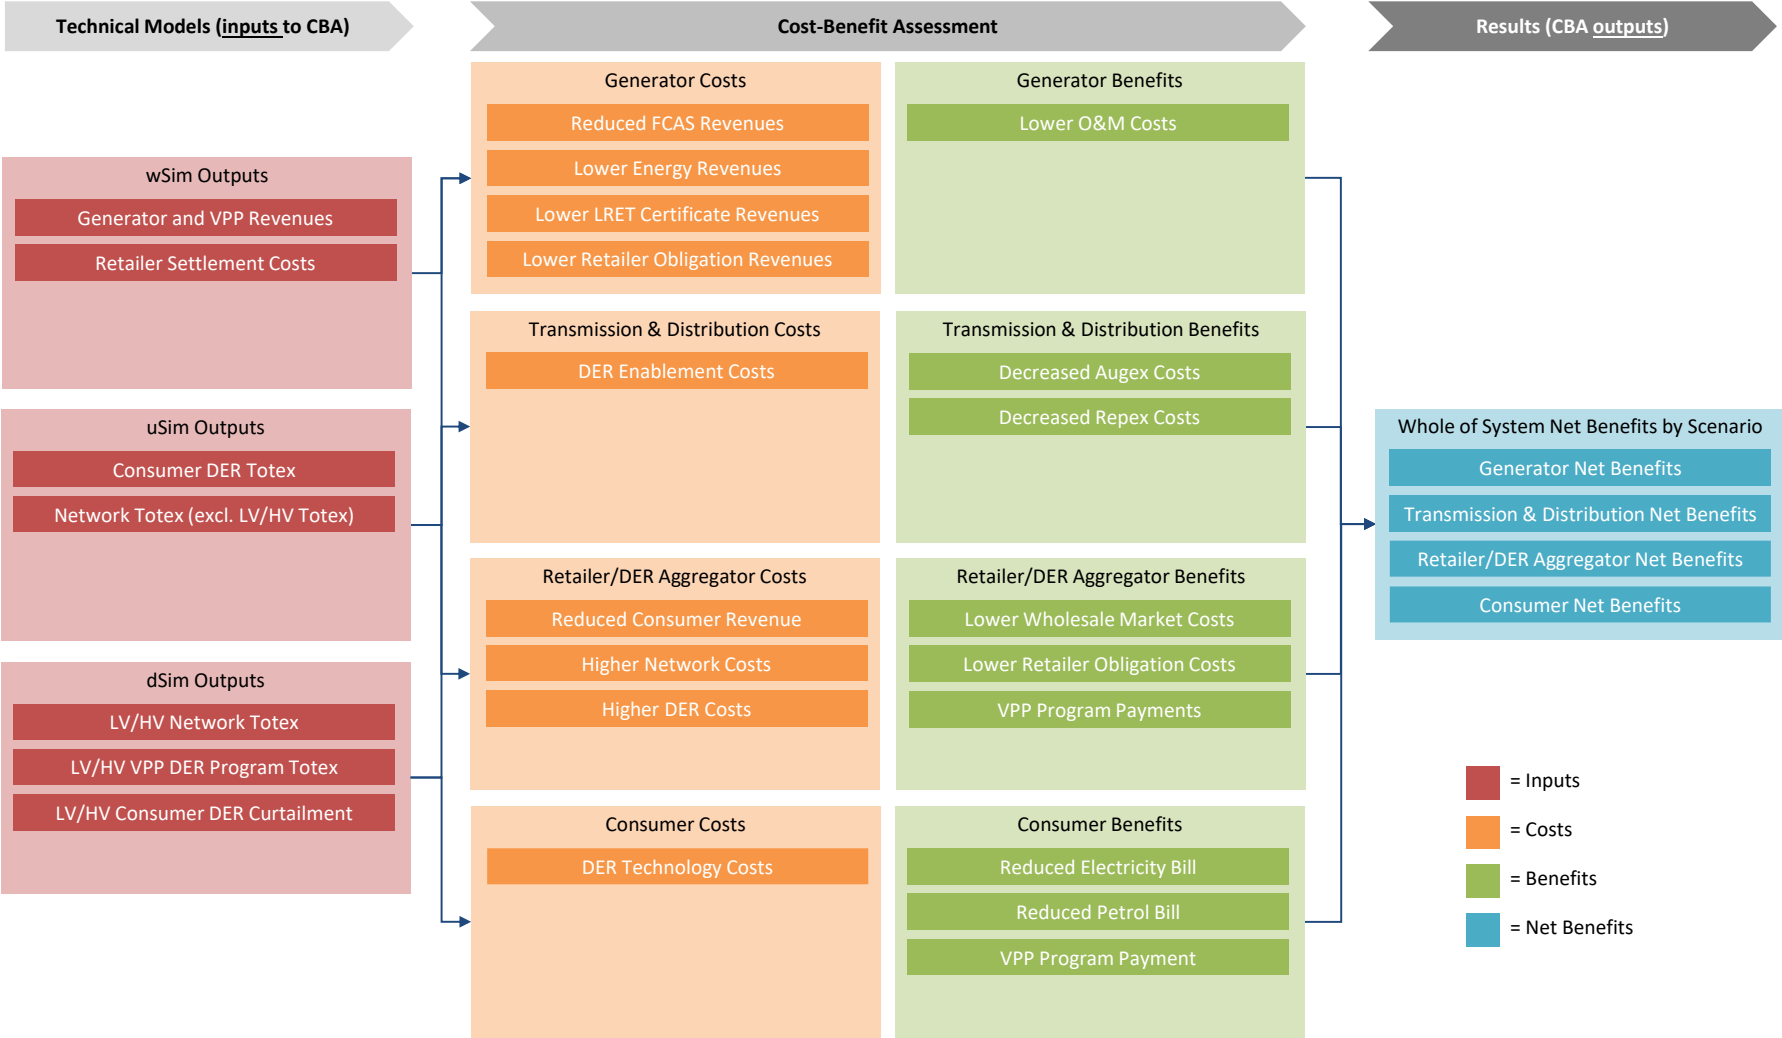 Technical Models (inputs to CBA)
Cost-Benefit Assessment
Results (CBA outputs)
wSim Outputs
Generator and VPP Revenues
Retailer Settlement Costs
uSim Outputs
Consumer DER Totex
Network Totex (excl. LV/HV Totex)
dSim Outputs
LV/HV Network Totex
LV/HV VPP DER Program Totex
LV/HV Consumer DER Curtailment
Generator Costs
Reduced FCAS Revenues
Lower Energy Revenues
Lower LRET Certificate Revenues
Lower Retailer Obligation Revenues
Generator Benefits
Lower O&M Costs
Transmission & Distribution Costs
DER Enablement Costs
Transmission & Distribution Benefits
Decreased Augex Costs
Decreased Repex Costs
Retailer/DER Aggregator Costs
Reduced Consumer Revenue
Higher Network Costs
Higher DER Costs
Retailer/DER Aggregator Benefits
Lower Wholesale Market Costs
Lower Retailer Obligation Costs
VPP Program Payments
Consumer Costs
DER Technology Costs
Consumer Benefits
Reduced Electricity Bill
Reduced Petrol Bill
VPP Program Payment
Whole of System Net Benefits by Scenario
Generator Net Benefits
Transmission & Distribution Net Benefits
Retailer/DER Aggregator Net Benefits
Consumer Net Benefits
= Inputs
= Costs
= Benefits
= Net Benefits